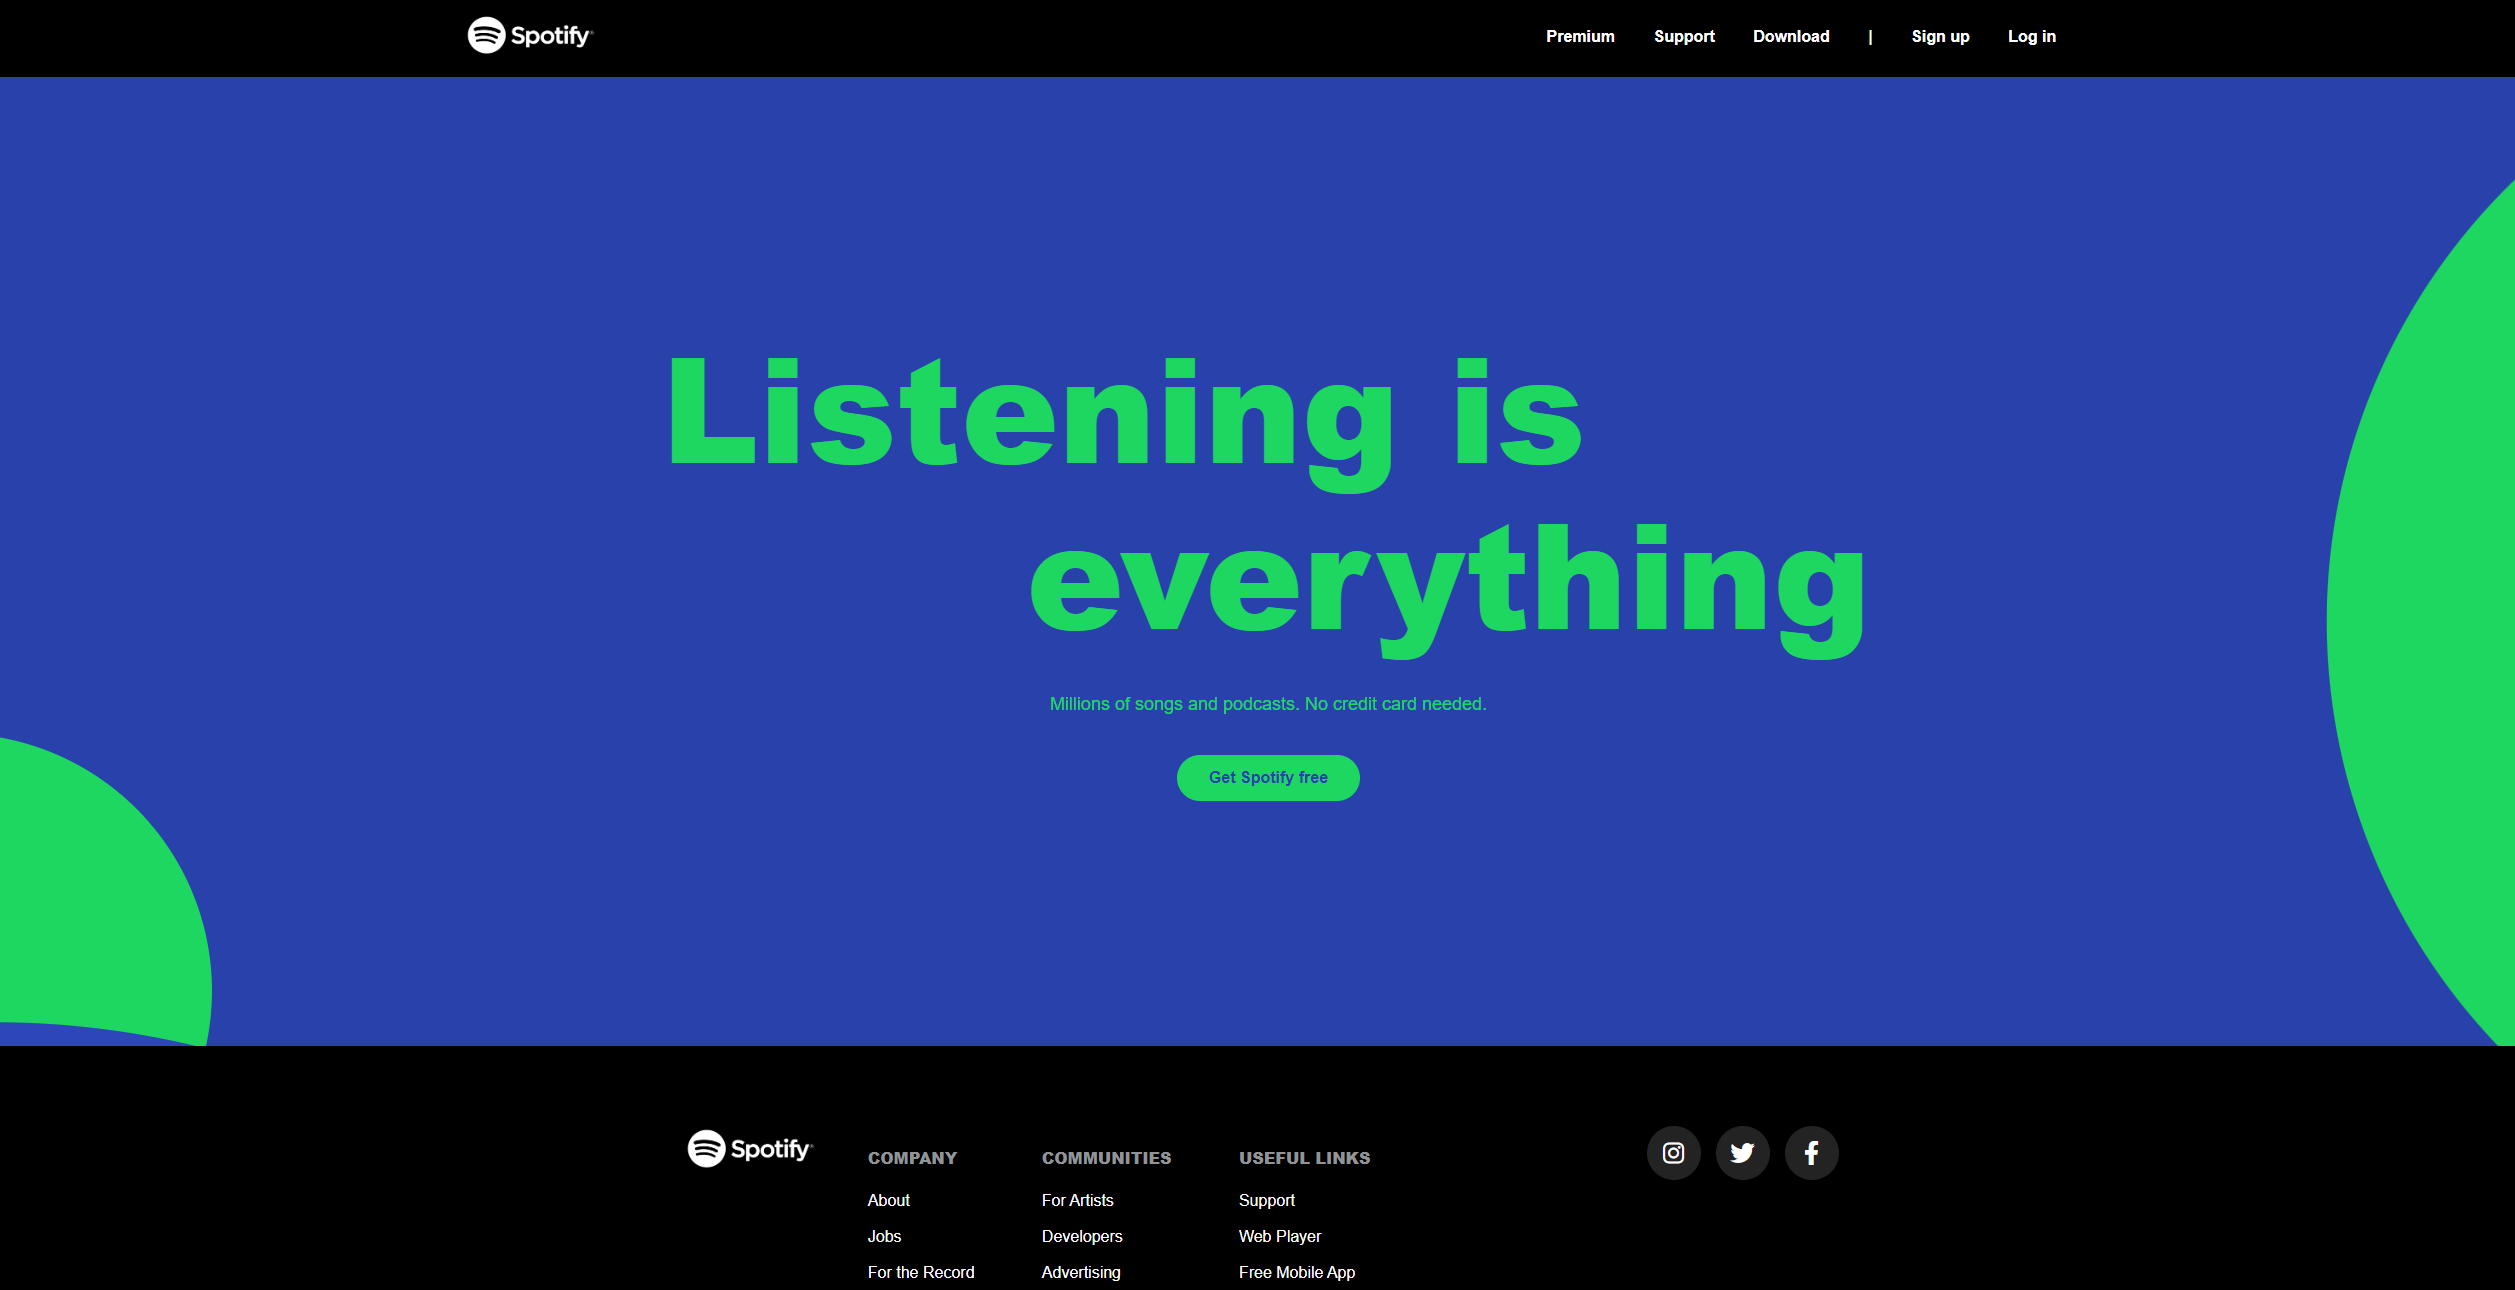 Spotify
Premium Support Download | Sign up Log in
Listening is
everything
Millions of songs and podcasts. No credit card needed.
Get Spotify free
Spotify
COMPANY
About
Jobs
For the Record
COMMUNITIES
For Artists
Developers
Advertising
USEFUL LINKS
Support
Web Player
Free Mobile App